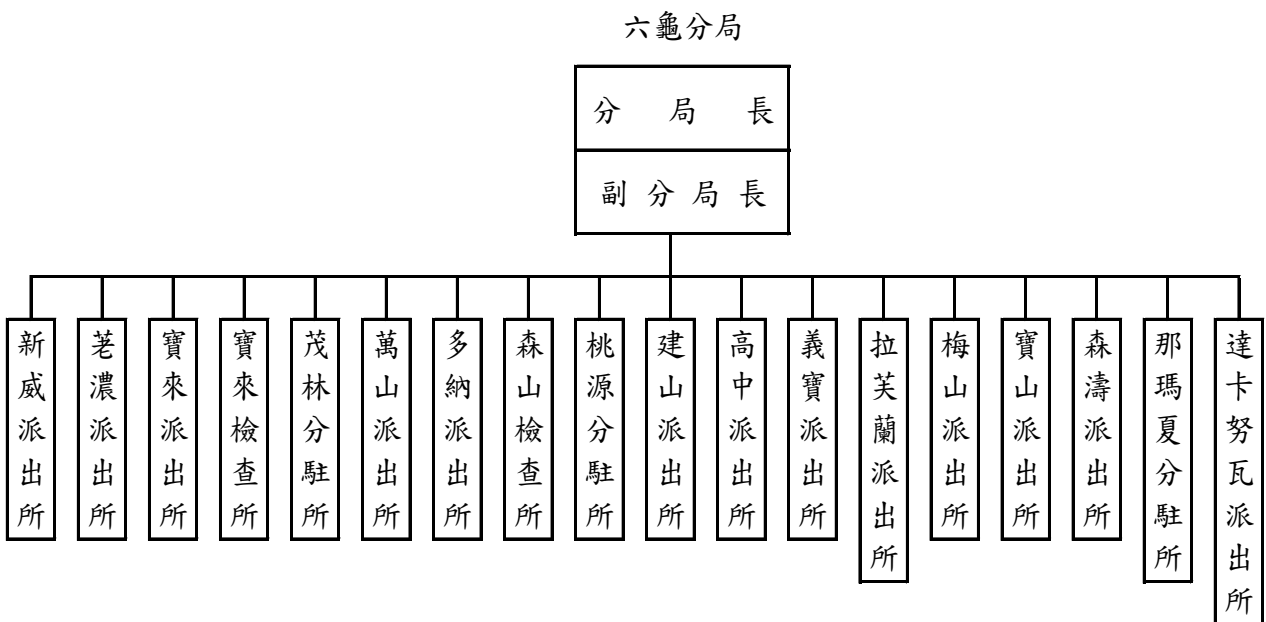 六龜分局
分局長
副分局長
新威派出所
荖濃派出所
寶來派出所
寶來檢查所
茂林分駐所
萬山派出所
多納派出所
森山檢查所
桃源分駐所
建山派出所
高中派出所
義寶派出所
拉芙蘭派出所
梅山派出所
寶山派出所
森濤派出所
那瑪夏分駐所
達卡努瓦派出所